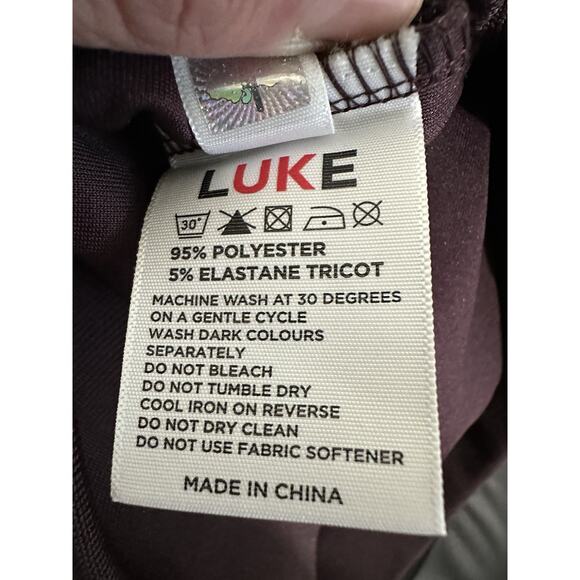 LUKE
30°
95% POLYESTER
5% ELASTANE TRICOT
MACHINE WASH AT 30 DEGREES
ON A GENTLE CYCLE
WASH DARK COLOURS
SEPARATELY
DO NOT BLEACH
DO NOT TUMBLE DRY
COOL IRON ON REVERSE
DO NOT DRY CLEAN
DO NOT USE FABRIC SOFTENER
MADE IN CHINA